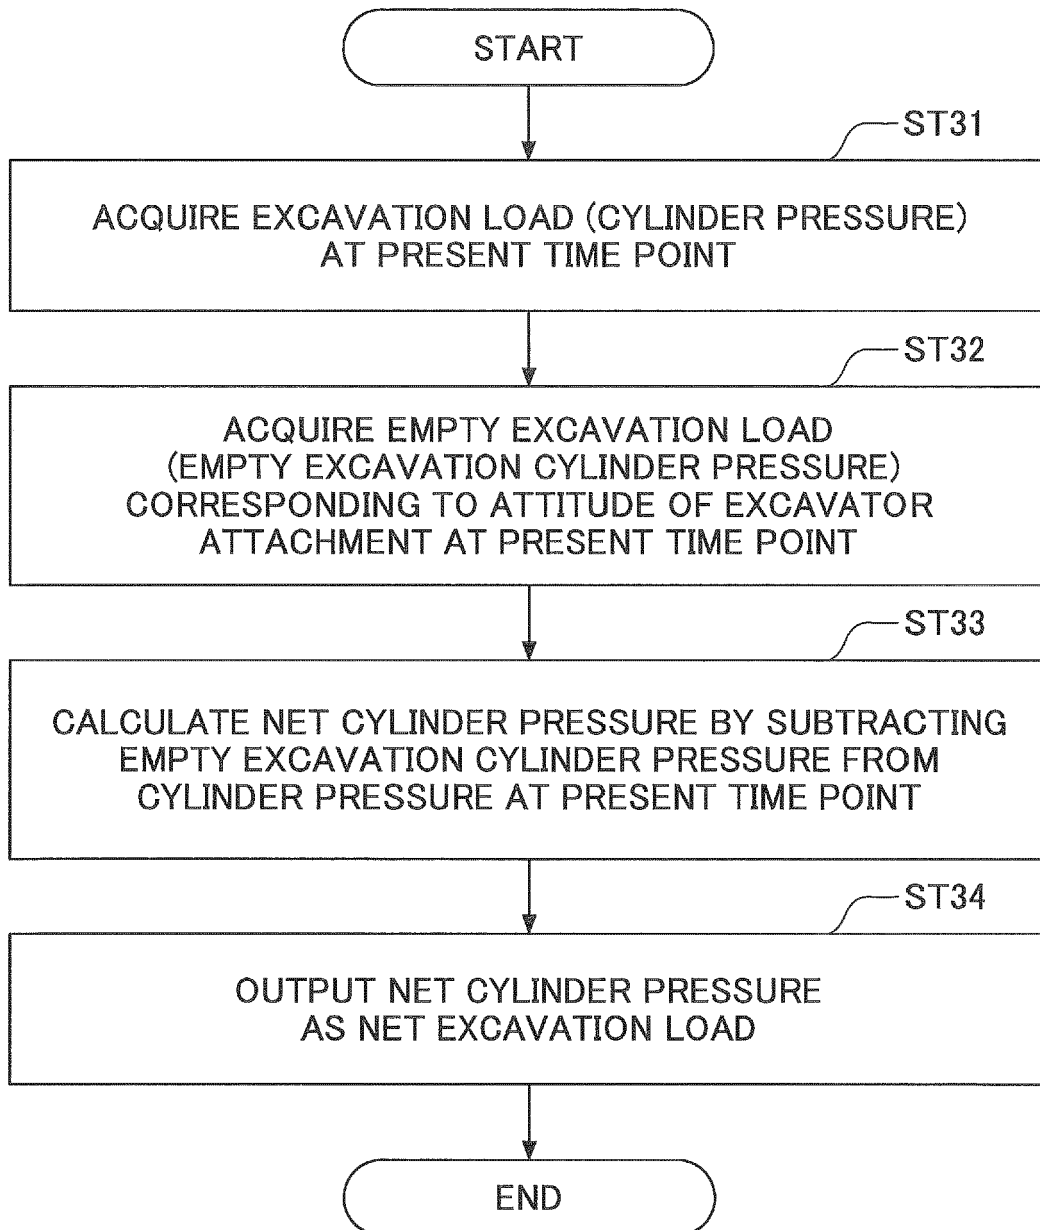 START
ST31
ACQUIRE EXCAVATION LOAD (CYLINDER PRESSURE)
AT PRESENT TIME POINT
ST32
ACQUIRE EMPTY EXCAVATION LOAD
(EMPTY EXCAVATION CYLINDER PRESSURE)
CORRESPONDING TO ATTITUDE OF EXCAVATOR
ATTACHMENT AT PRESENT TIME POINT
ST33
CALCULATE NET CYLINDER PRESSURE BY SUBTRACTING
EMPTY EXCAVATION CYLINDER PRESSURE FROM
CYLINDER PRESSURE AT PRESENT TIME POINT
ST34
OUTPUT NET CYLINDER PRESSURE
AS NET EXCAVATION LOAD
END